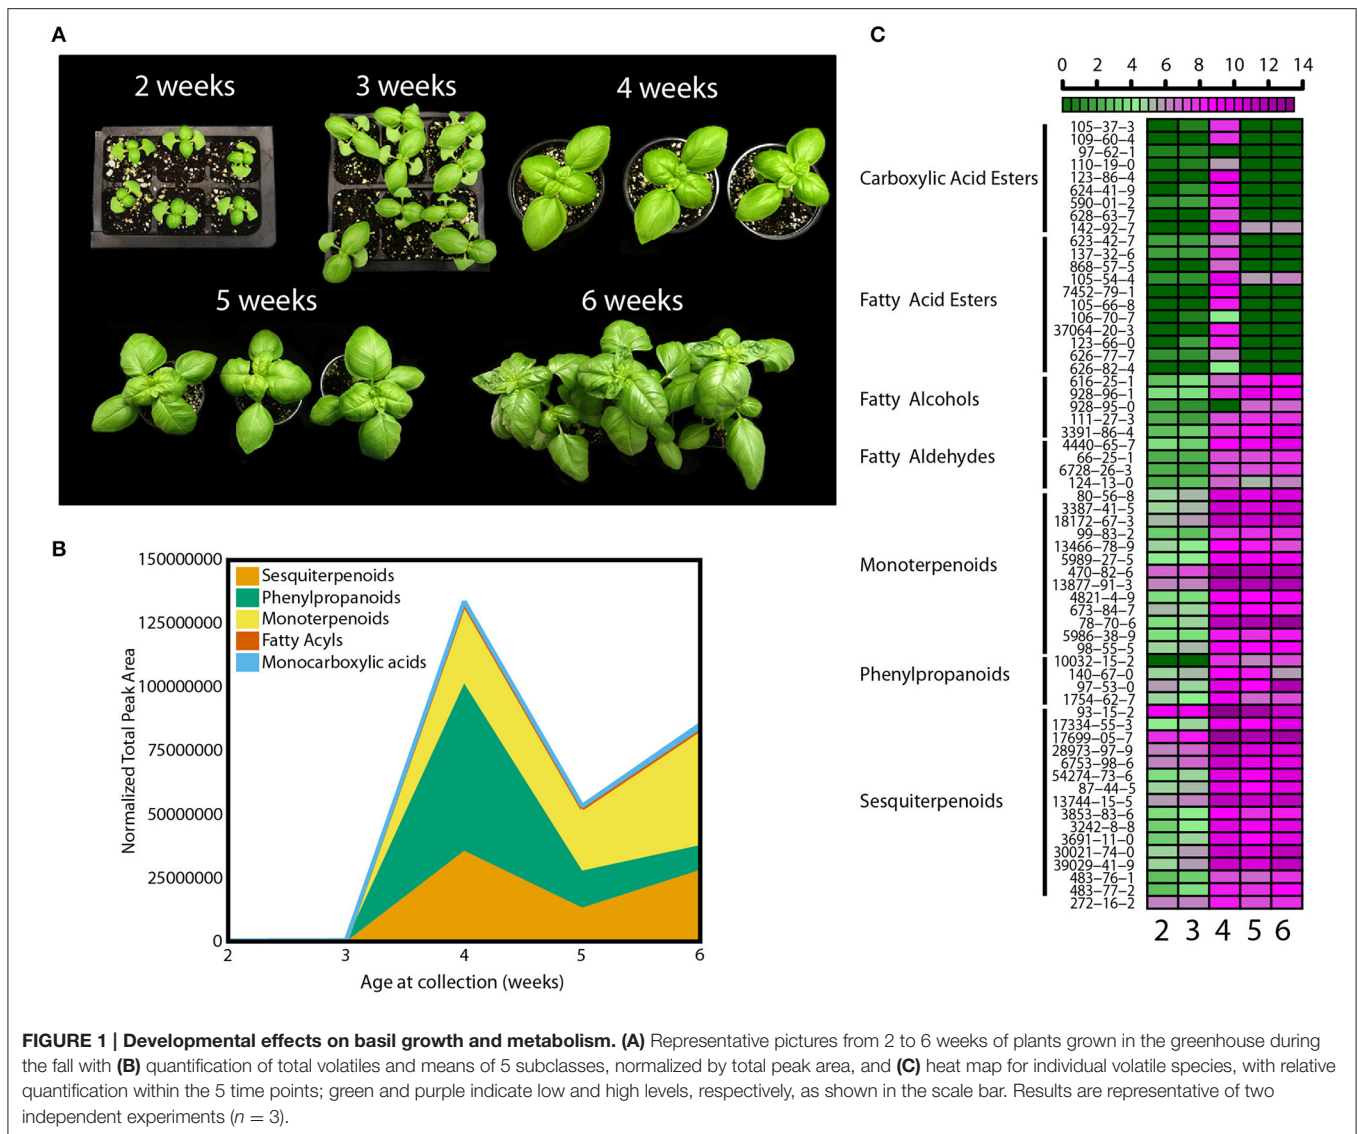 A
2 weeks
3 weeks
4 weeks
5 weeks
6 weeks
B
150000000
125000000
100000000
75000000
50000000
25000000
0
Normalized Total Peak Area
Sesquiterpenoids
Phenylpropanoids
Monoterpenoids
Fatty Acyls
Monocarboxylic acids
2 3 4 5 6
Age at collection (weeks)
C
0 2 4 6 8 10 12 14
Carboxylic Acid Esters
Fatty Acid Esters
Fatty Alcohols
Fatty Aldehydes
Monoterpenoids
Phenylpropanoids
Sesquiterpenoids
105-37-3
109-60-4
97-62-1
110-19-0
123-86-4
624-41-9
590-01-2
628-63-7
142-92-7
623-42-7
137-32-6
868-57-5
105-54-4
7452-79-1
105-66-8
106-70-7
37064-20-3
123-66-0
626-77-7
626-82-4
616-25-1
928-96-1
928-95-0
111-27-3
3391-86-4
4440-65-7
66-25-1
6728-26-3
124-13-0
80-56-8
3387-41-5
18172-67-3
99-83-2
13466-78-9
5989-27-5
470-82-6
13877-91-3
4821-4-9
673-84-7
78-70-6
5986-38-9
98-55-5
10032-15-2
140-67-0
97-53-0
1754-62-7
93-15-2
17334-55-3
17699-05-7
28973-97-9
6753-98-6
54274-73-6
87-44-5
13744-15-5
3853-83-6
3242-8-8
3691-11-0
30021-74-0
39029-41-9
483-76-1
483-77-2
272-16-2
2 3 4 5 6
FIGURE 1 | Developmental effects on basil growth and metabolism. (A) Representative pictures from 2 to 6 weeks of plants grown in the greenhouse during
the fall with (B) quantification of total volatiles and means of 5 subclasses, normalized by total peak area, and (C) heat map for individual volatile species, with relative
quantification within the 5 time points; green and purple indicate low and high levels, respectively, as shown in the scale bar. Results are representative of two
independent experiments (n = 3).